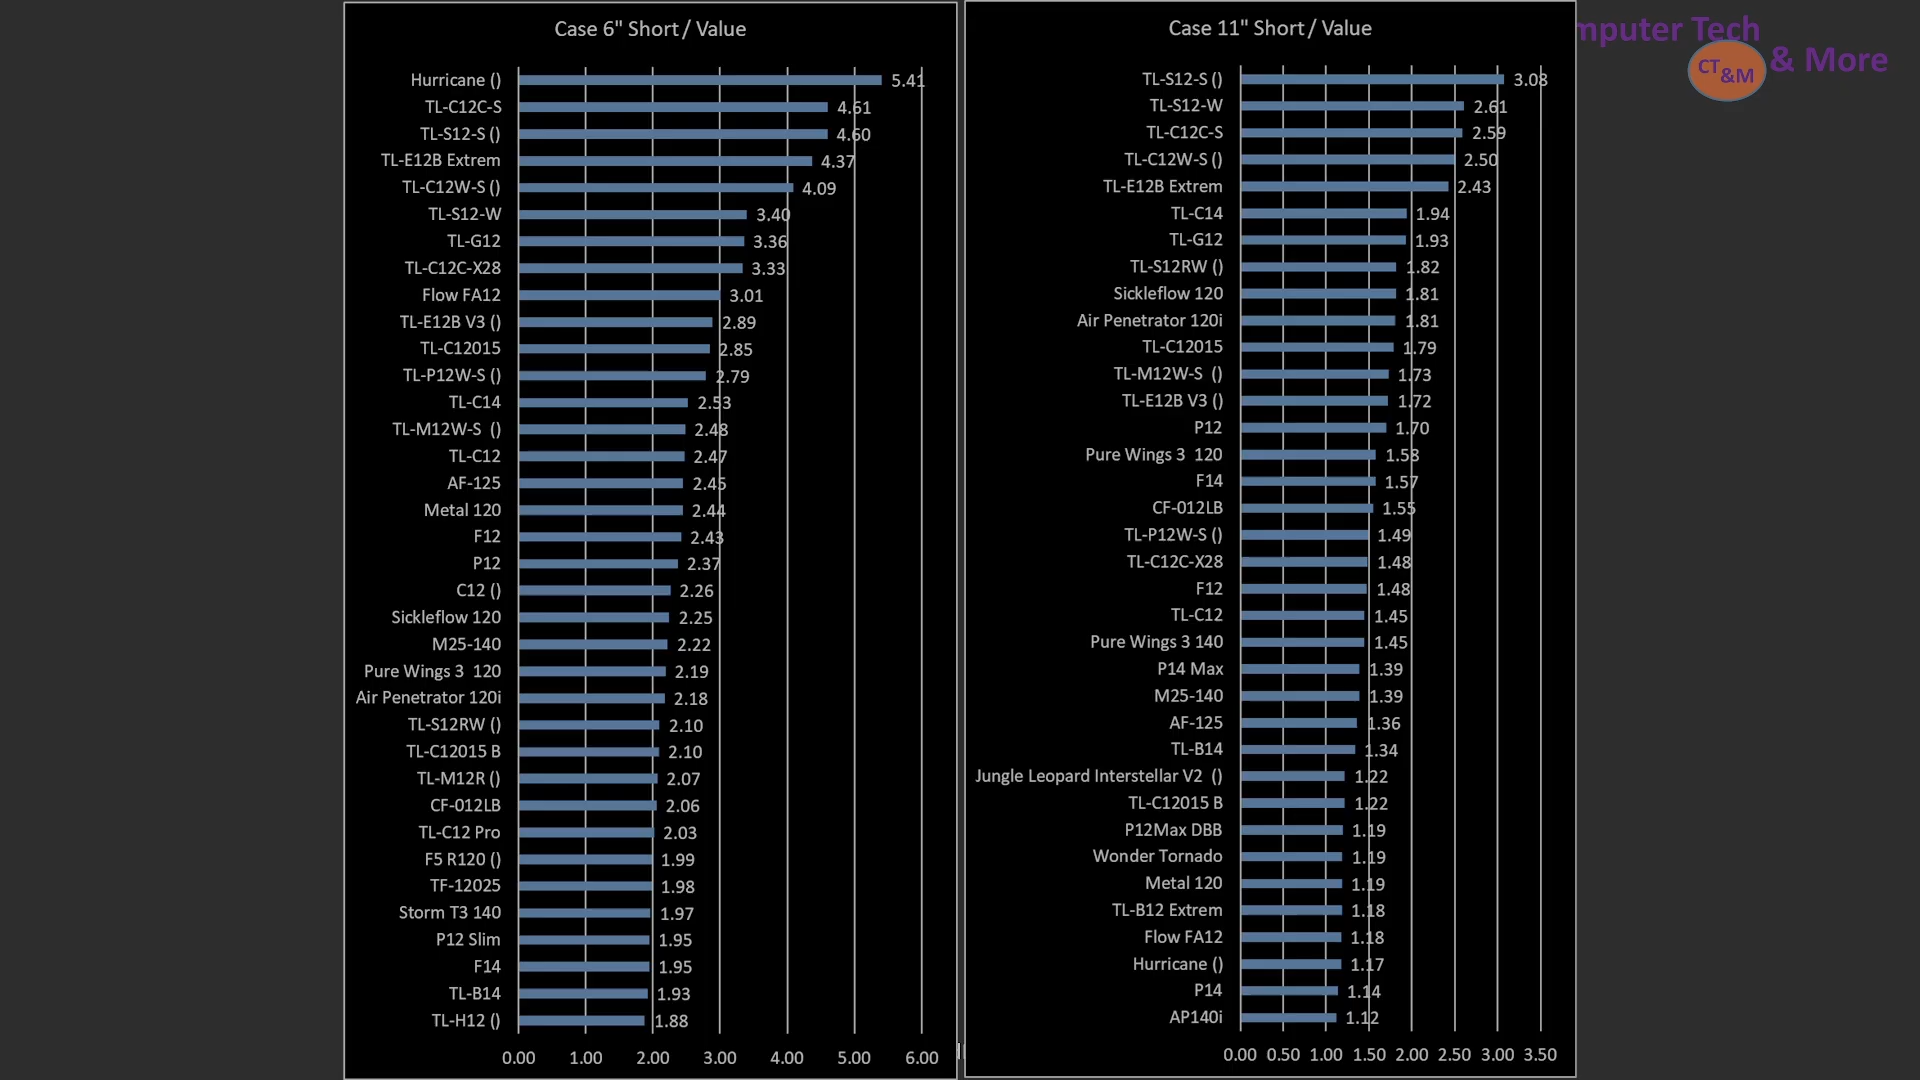 Case 6" Short / Value
Hurricane () 5.41
TL-C12C-S 4.61
TL-S12-S () 4.60
TL-E12B Extrem 4.37
TL-C12W-S () 4.09
TL-S12-W 3.40
TL-G12 3.36
TL-C12C-X28 3.33
Flow FA12 3.01
TL-E12B V3 () 2.89
TL-C12015 2.85
TL-P12W-S () 2.79
TL-C14 2.53
TL-M12W-S () 2.48
TL-C12 2.47
AF-125 2.45
Metal 120 2.44
F12 2.43
P12 2.37
C12 () 2.26
Sickleflow 120 2.25
M25-140 2.22
Pure Wings 3 120 2.19
Air Penetrator 120i 2.18
TL-S12RW () 2.10
TL-C12015 B 2.10
TL-M12R () 2.07
CF-012LB 2.06
TL-C12 Pro 2.03
F5 R120 () 1.99
TF-12025 1.98
Storm T3 140 1.97
P12 Slim 1.95
F14 1.95
TL-B14 1.93
TL-H12 () 1.88
0.00 1.00 2.00 3.00 4.00 5.00 6.00
Case 11" Short / Value
TL-S12-S () 3.08
TL-S12-W 2.61
TL-C12C-S 2.59
TL-C12W-S () 2.50
TL-E12B Extrem 2.43
TL-C14 1.94
TL-G12 1.93
TL-S12RW () 1.82
Sickleflow 120 1.81
Air Penetrator 120i 1.81
TL-C12015 1.79
TL-M12W-S () 1.73
TL-E12B V3 () 1.72
P12 1.70
Pure Wings 3 120 1.58
F14 1.57
CF-012LB 1.55
TL-P12W-S () 1.49
TL-C12C-X28 1.48
F12 1.48
TL-C12 1.45
Pure Wings 3 140 1.45
P14 Max 1.39
M25-140 1.39
AF-125 1.36
TL-B14 1.34
Jungle Leopard Interstellar V2 () 1.22
TL-C12015 B 1.22
P12Max DBB 1.19
Wonder Tornado 1.19
Metal 120 1.19
TL-B12 Extrem 1.18
Flow FA12 1.18
Hurricane () 1.17
P14 1.14
AP140i 1.12
0.00 0.50 1.00 1.50 2.00 2.50 3.00 3.50
mputer Tech
& More
CT
&M